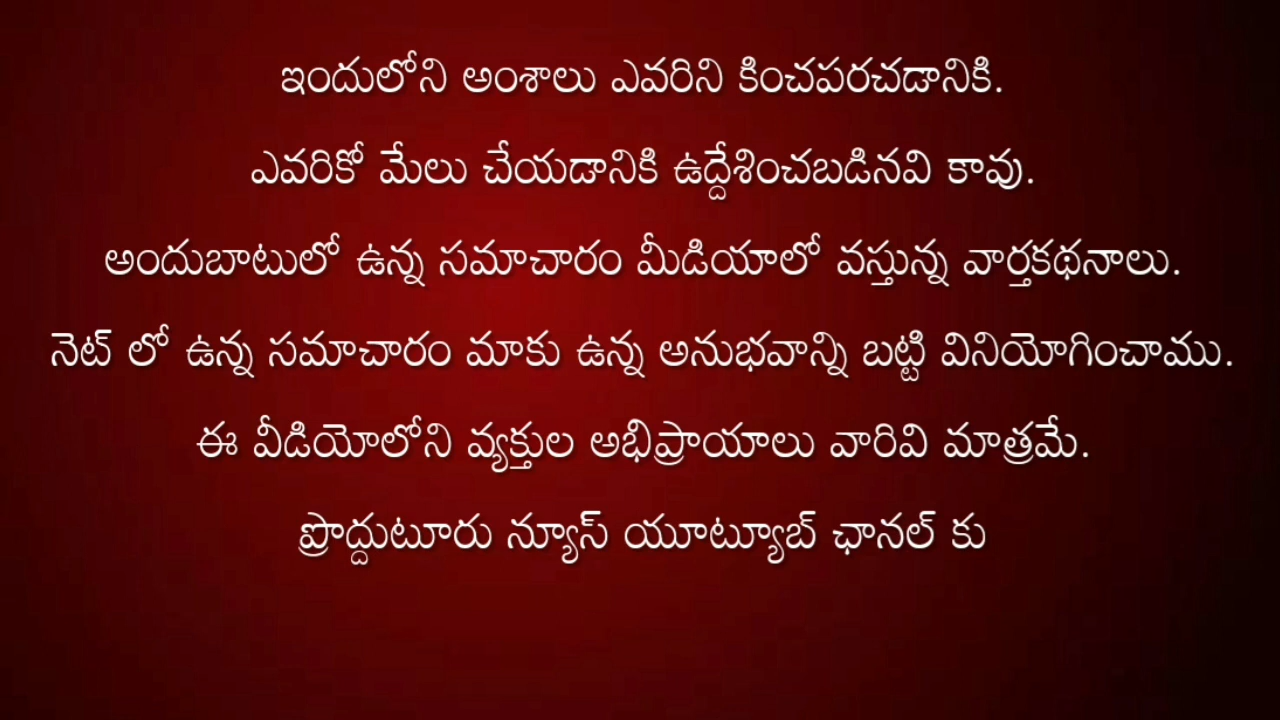 ఇందులోని అంశాలు ఎవరిని కించపరచడానికి.
ఎవరికో మేలు చేయడానికి ఉద్దేశించబడినవి కావు.
అందుబాటులో ఉన్న సమాచారం మీడియాలో వస్తున్న వార్తకథనాలు.
నెట్ లో ఉన్న సమాచారం మాకు ఉన్న అనుభవాన్ని బట్టి వినియోగించాము.
ఈ వీడియోలోని వ్యక్తుల అభిప్రాయాలు వారివి మాత్రమే.
ప్రొద్దుటూరు న్యూస్ యూట్యూబ్ ఛానల్ కు